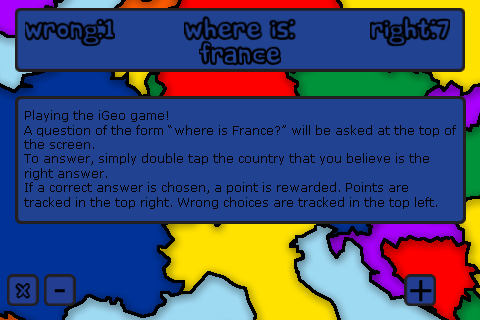 wrong:1 where is: right:7
france
Playing the iGeo game!
A question of the form “where is France?” will be asked at the top of
the screen.
To answer, simply double tap the country that you believe is the
right answer.
If a correct answer is chosen, a point is rewarded. Points are
tracked in the top right. Wrong choices are tracked in the top left.
x - +